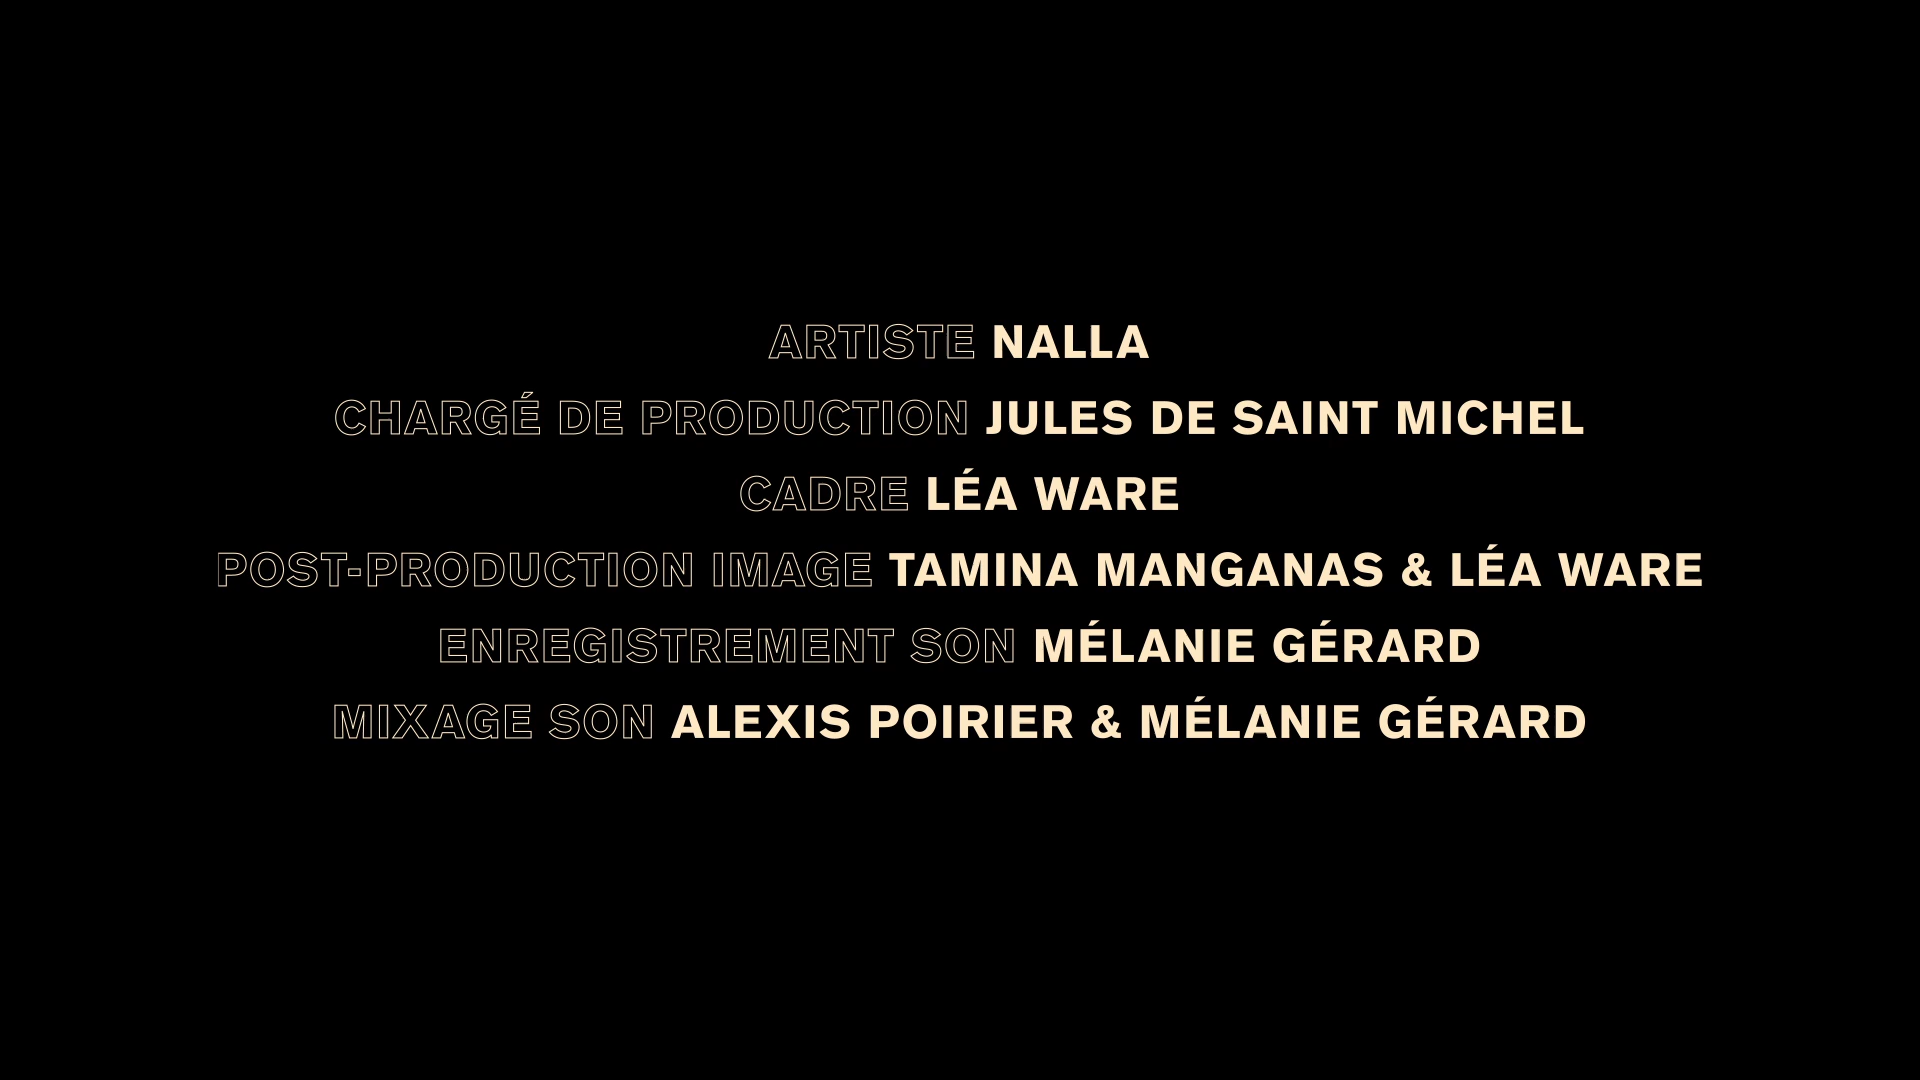 ARTISTE NALLA
CHARGÉ DE PRODUCTION JULES DE SAINT MICHEL
CADRE LÉA WARE
POST-PRODUCTION IMAGE TAMINA MANGANAS & LÉA WARE
ENREGISTREMENT SON MÉLANIE GÉRARD
MIXAGE SON ALEXIS POIRIER & MÉLANIE GÉRARD